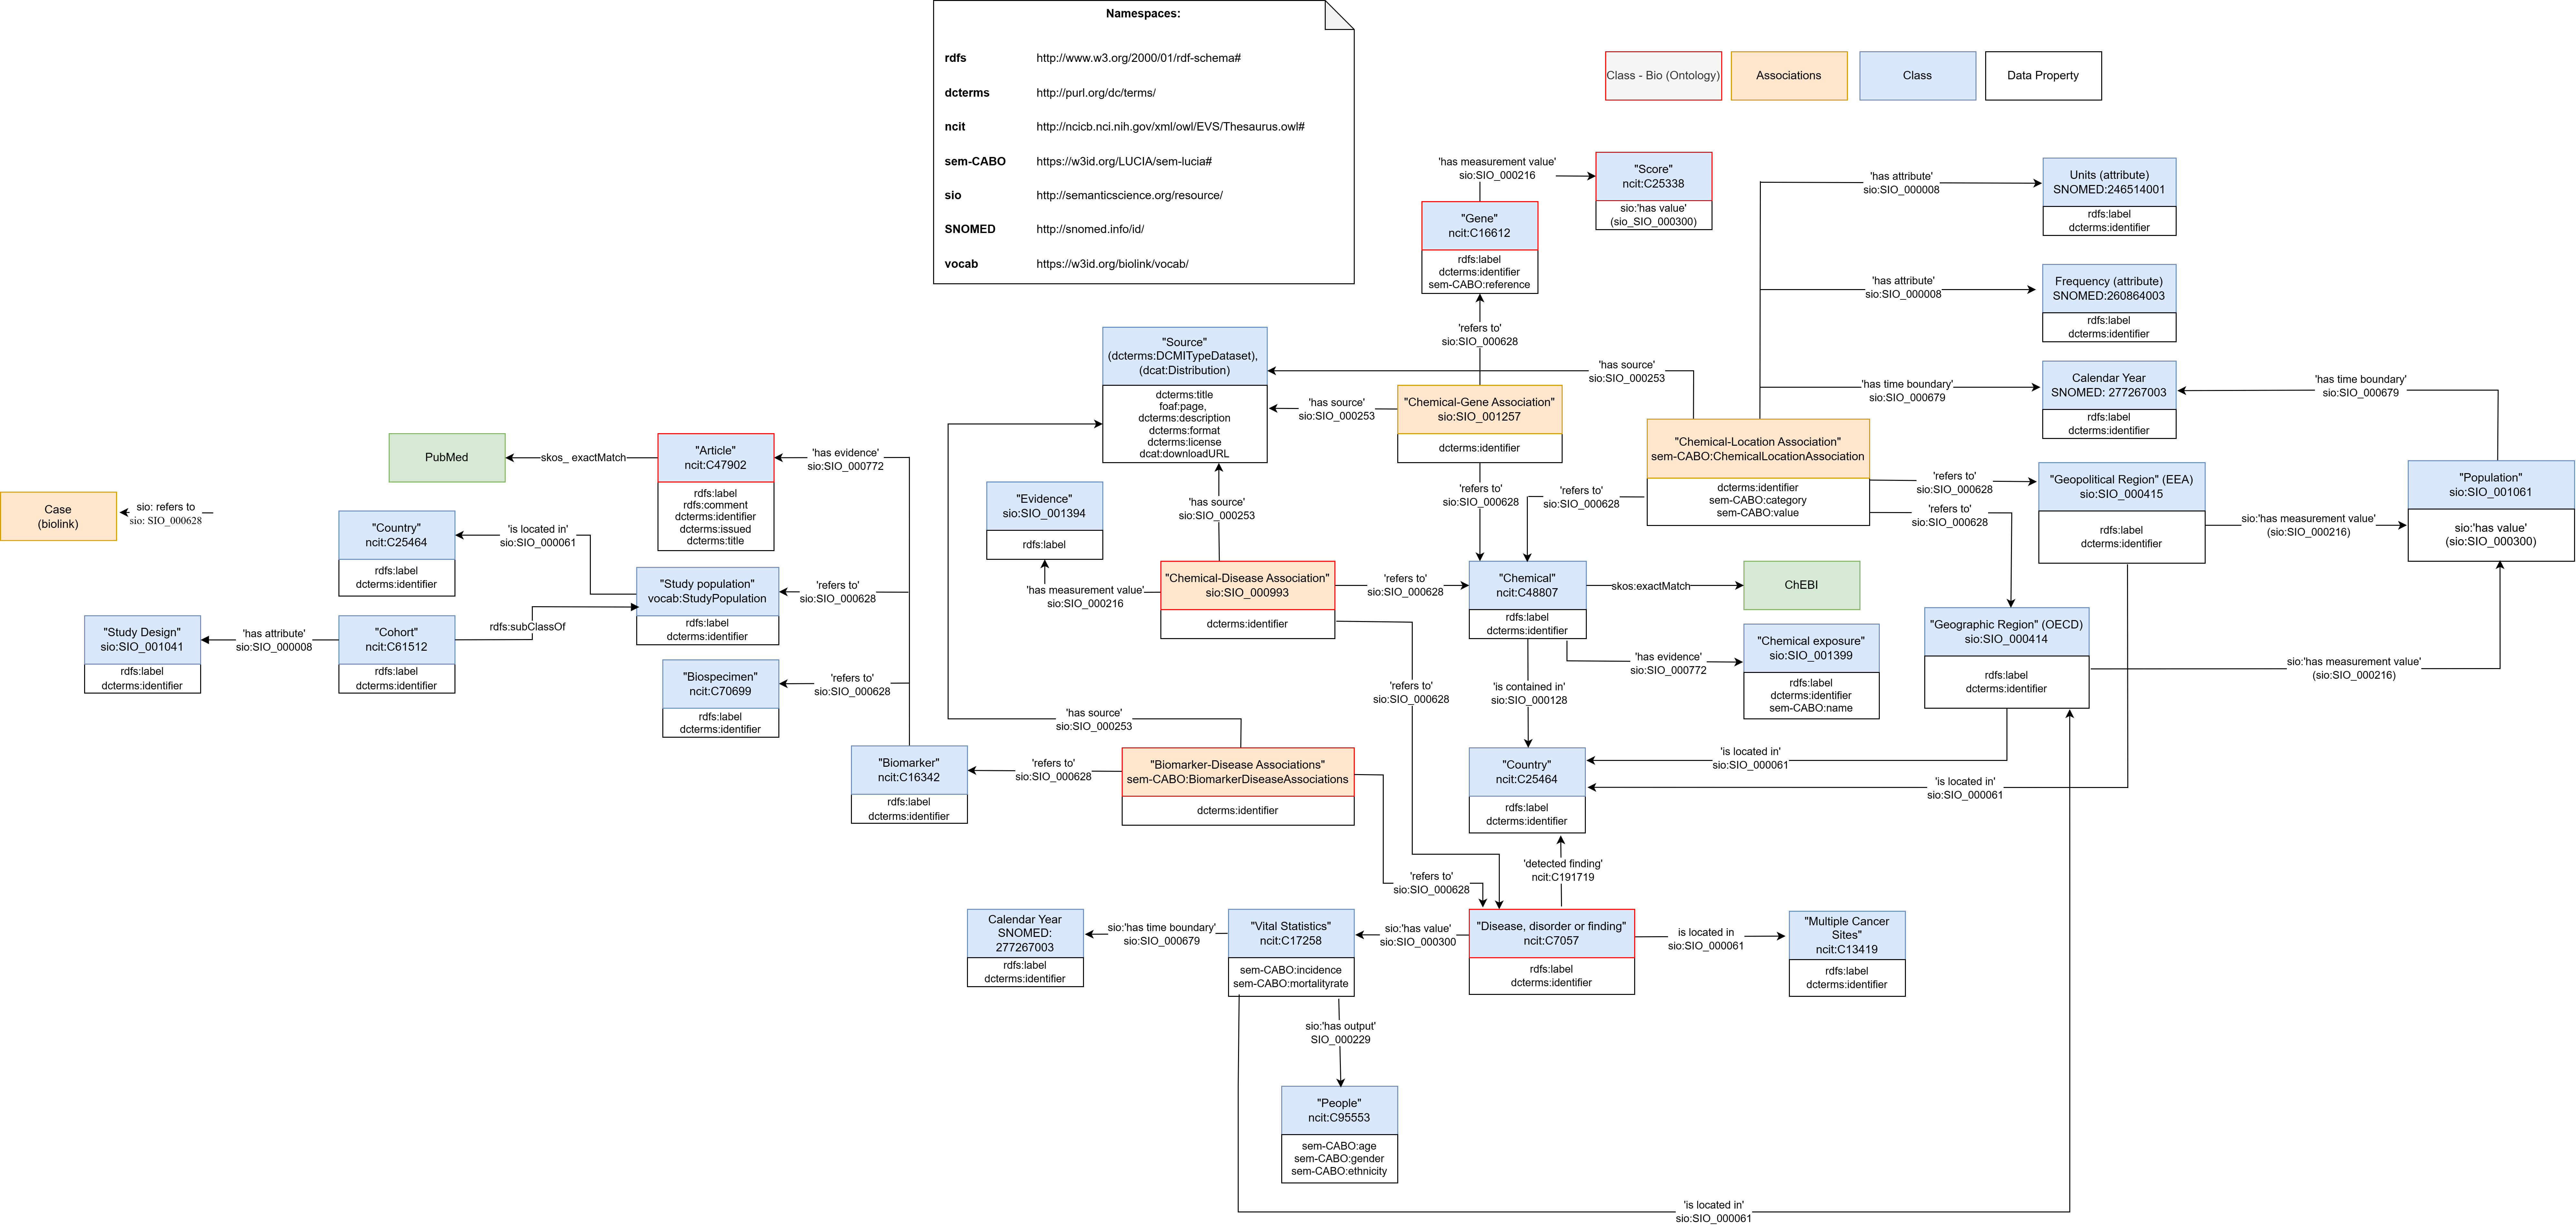 Namespaces:
rdfs http://www.w3.org/2000/01/rdf-schema#
dcterms http://purl.org/dc/terms/
ncit http://ncicb.nci.nih.gov/xml/owl/EVS/Thesaurus.owl#
sem-CABO https://w3id.org/LUCIA/sem-lucia#
sio http://semanticscience.org/resource/
SNOMED http://snomed.info/id/
vocab https://w3id.org/biolink/vocab/
Class - Bio (Ontology)
Associations
Class
Data Property
'has measurement value'
sio:SIO_000216
"Score"
ncit:C25338
sio:'has value'
(sio_SIO_000300)
"Gene"
ncit:C16612
rdfs:label
dcterms:identifier
sem-CABO:reference
'refers to'
sio:SIO_000628
'has attribute'
sio:SIO_000008
Units (attribute)
SNOMED:246514001
rdfs:label
dcterms:identifier
'has attribute'
sio:SIO_000008
Frequency (attribute)
SNOMED:260864003
rdfs:label
dcterms:identifier
'has time boundary'
sio:SIO_000679
Calendar Year
SNOMED: 277267003
rdfs:label
dcterms:identifier
'has time boundary'
sio:SIO_000679
"Source"
(dcterms:DCMITypeDataset),
(dcat:Distribution)
dcterms:title
foaf:page,
dcterms:description
dcterms:format
dcterms:license
dcat:downloadURL
'has source'
sio:SIO_000253
'has source'
sio:SIO_000253
"Chemical-Gene Association"
sio:SIO_001257
dcterms:identifier
"Chemical-Location Association"
sem-CABO:ChemicalLocationAssociation
dcterms:identifier
sem-CABO:category
sem-CABO:value
'refers to'
sio:SIO_000628
'refers to'
sio:SIO_000628
"Geopolitical Region" (EEA)
sio:SIO_000415
rdfs:label
dcterms:identifier
sio:'has measurement value'
(sio:SIO_000216)
"Population"
sio:SIO_001061
sio:'has value'
(sio:SIO_000300)
PubMed
skos_ exactMatch
"Article"
ncit:C47902
rdfs:label
rdfs:comment
dcterms:identifier
dcterms:issued
dcterms:title
'has evidence'
sio:SIO_000772
Case
(biolink)
sio: refers to
sio: SIO_000628
"Country"
ncit:C25464
rdfs:label
dcterms:identifier
'is located in'
sio:SIO_000061
"Study population"
vocab:StudyPopulation
rdfs:label
dcterms:identifier
'refers to'
sio:SIO_000628
"Study Design"
sio:SIO_001041
rdfs:label
dcterms:identifier
'has attribute'
sio:SIO_000008
"Cohort"
ncit:C61512
rdfs:label
dcterms:identifier
rdfs:subClassOf
"Biospecimen"
ncit:C70699
rdfs:label
dcterms:identifier
'refers to'
sio:SIO_000628
"Evidence"
sio:SIO_001394
rdfs:label
'has source'
sio:SIO_000253
'has measurement value'
sio:SIO_000216
"Chemical-Disease Association"
sio:SIO_000993
dcterms:identifier
'refers to'
sio:SIO_000628
'refers to'
sio:SIO_000628
'refers to'
sio:SIO_000628
"Chemical"
ncit:C48807
rdfs:label
dcterms:identifier
skos:exactMatch
ChEBI
"Chemical exposure"
sio:SIO_001399
rdfs:label
dcterms:identifier
sem-CABO:name
'has evidence'
sio:SIO_000772
"Geographic Region" (OECD)
sio:SIO_000414
rdfs:label
dcterms:identifier
sio:'has measurement value'
(sio:SIO_000216)
'refers to'
sio:SIO_000628
'is contained in'
sio:SIO_000128
'has source'
sio:SIO_000253
"Biomarker"
ncit:C16342
rdfs:label
dcterms:identifier
'refers to'
sio:SIO_000628
"Biomarker-Disease Associations"
sem-CABO:BiomarkerDiseaseAssociations
dcterms:identifier
"Country"
ncit:C25464
rdfs:label
dcterms:identifier
'is located in'
sio:SIO_000061
'is located in'
sio:SIO_000061
'detected finding'
ncit:C191719
'refers to'
sio:SIO_000628
Calendar Year
SNOMED:
277267003
rdfs:label
dcterms:identifier
sio:'has time boundary'
sio:SIO_000679
"Vital Statistics"
ncit:C17258
sem-CABO:incidence
sem-CABO:mortalityrate
sio:'has value'
sio:SIO_000300
"Disease, disorder or finding"
ncit:C7057
rdfs:label
dcterms:identifier
is located in
sio:SIO_000061
"Multiple Cancer
Sites"
ncit:C13419
rdfs:label
dcterms:identifier
sio:'has output'
SIO_000229
"People"
ncit:C95553
sem-CABO:age
sem-CABO:gender
sem-CABO:ethnicity
'is located in'
sio:SIO_000061